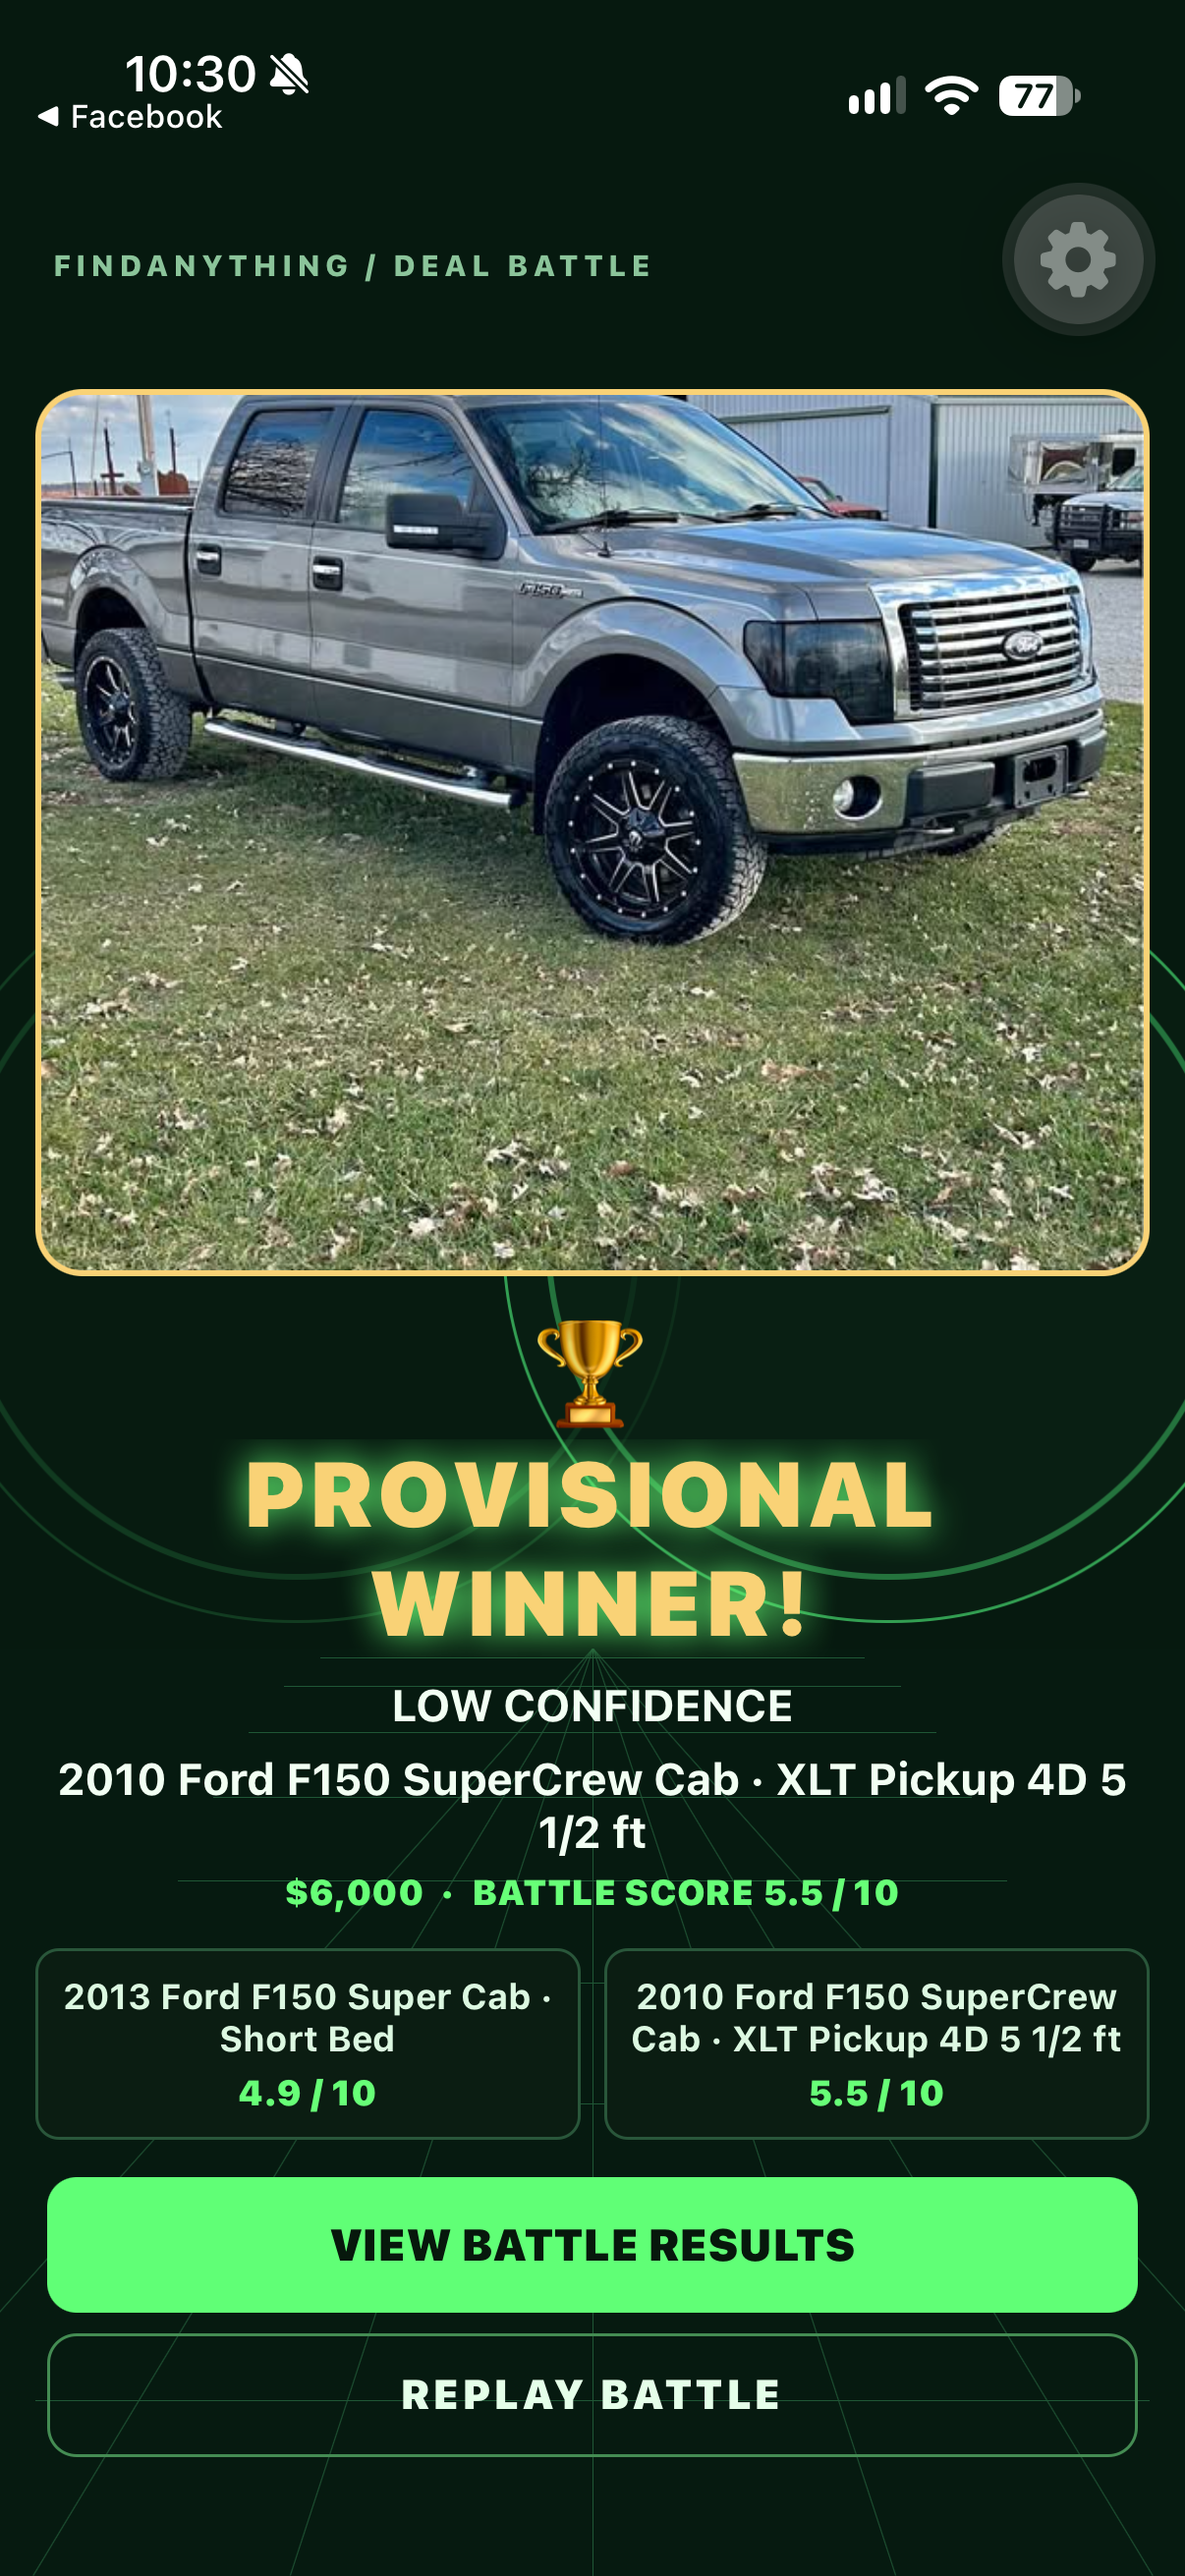 10:30
77
Facebook
FINDANYTHING / DEAL BATTLE
F150
Ford
PROVISIONAL
WINNER!
LOW CONFIDENCE
2010 Ford F150 SuperCrew Cab · XLT Pickup 4D 5
1/2 ft
$6,000 · BATTLE SCORE 5.5 / 10
2013 Ford F150 Super Cab ·
Short Bed
4.9 / 10
2010 Ford F150 SuperCrew
Cab · XLT Pickup 4D 5 1/2 ft
5.5 / 10
VIEW BATTLE RESULTS
REPLAY BATTLE